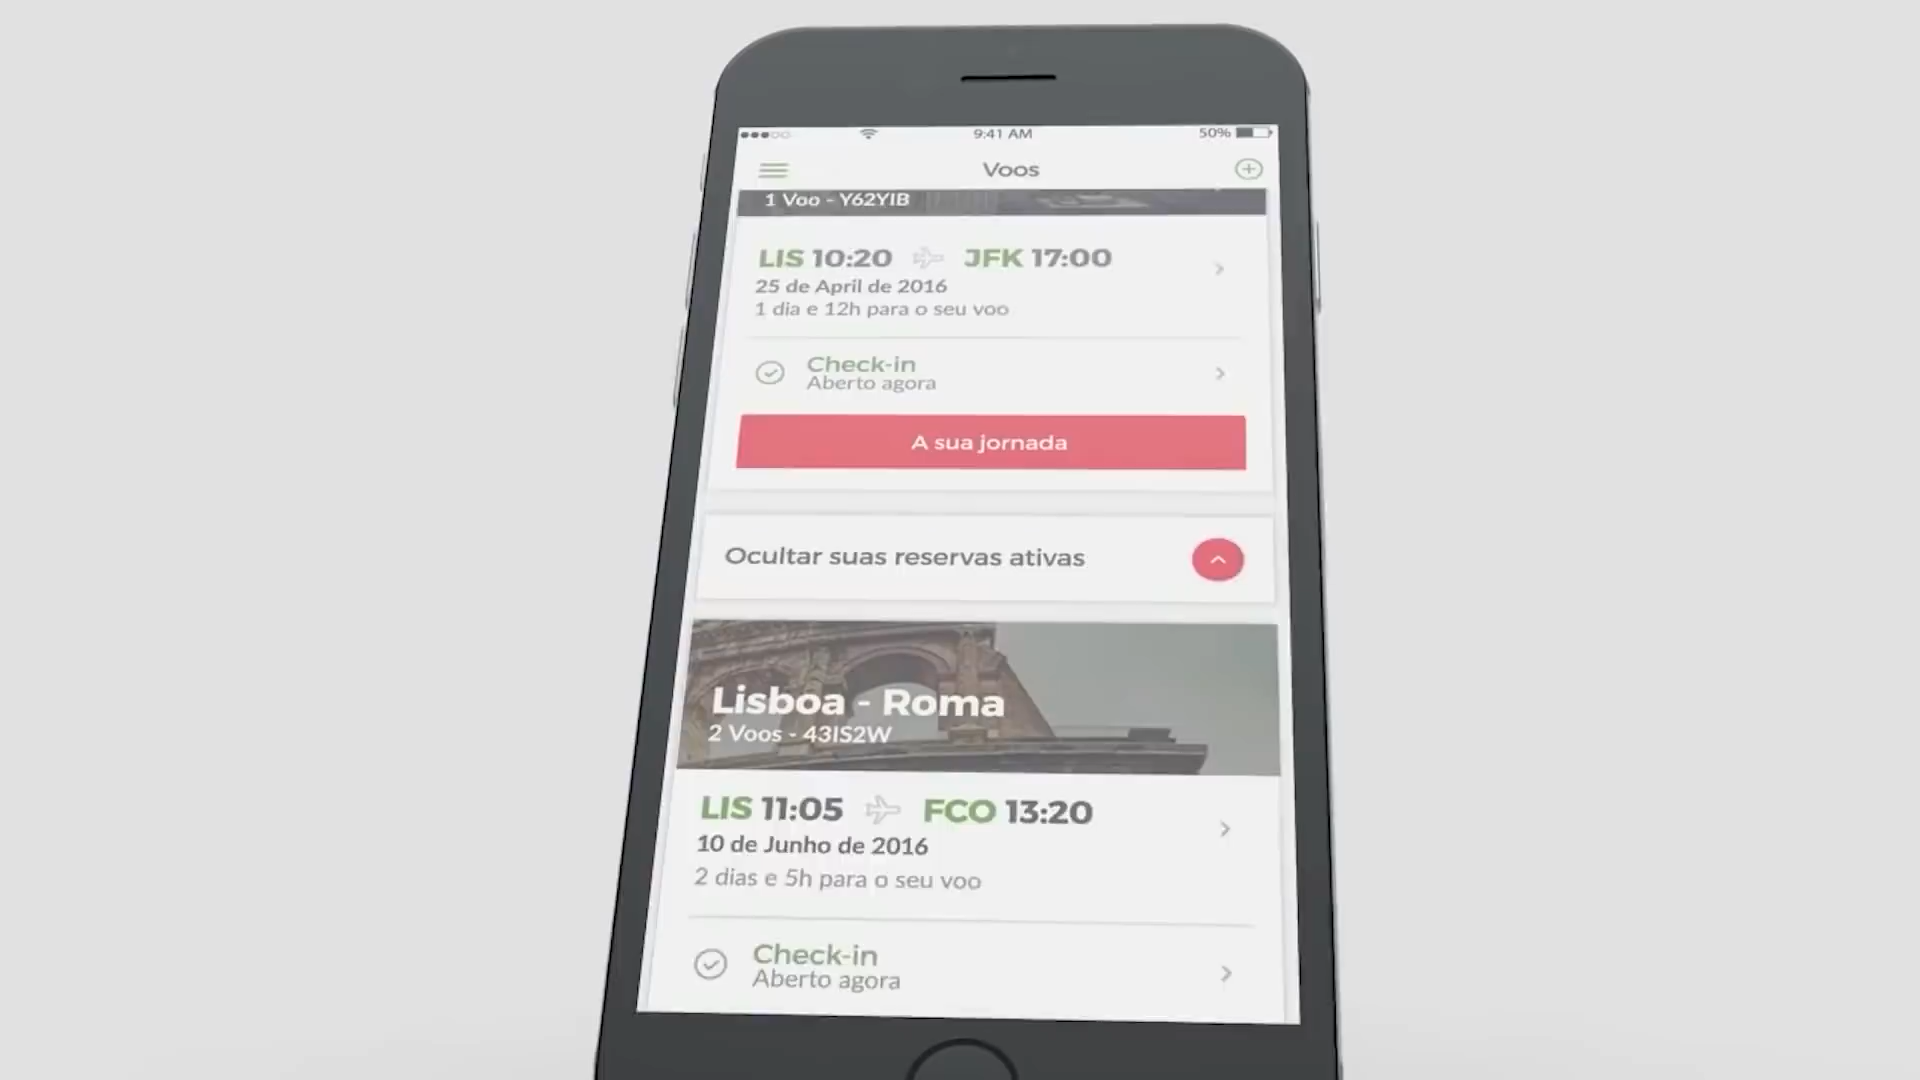 9:41 AM
50%
Voos
1 Voo - Y62YIB
LIS 10:20 JFK 17:00
25 de April de 2016
1 dia e 12h para o seu voo
Check-in
Aberto agora
A sua jornada
Ocultar suas reservas ativas
Lisboa - Roma
2 Voos - 43IS2W
LIS 11:05 FCO 13:20
10 de Junho de 2016
2 dias e 5h para o seu voo
Check-in
Aberto agora